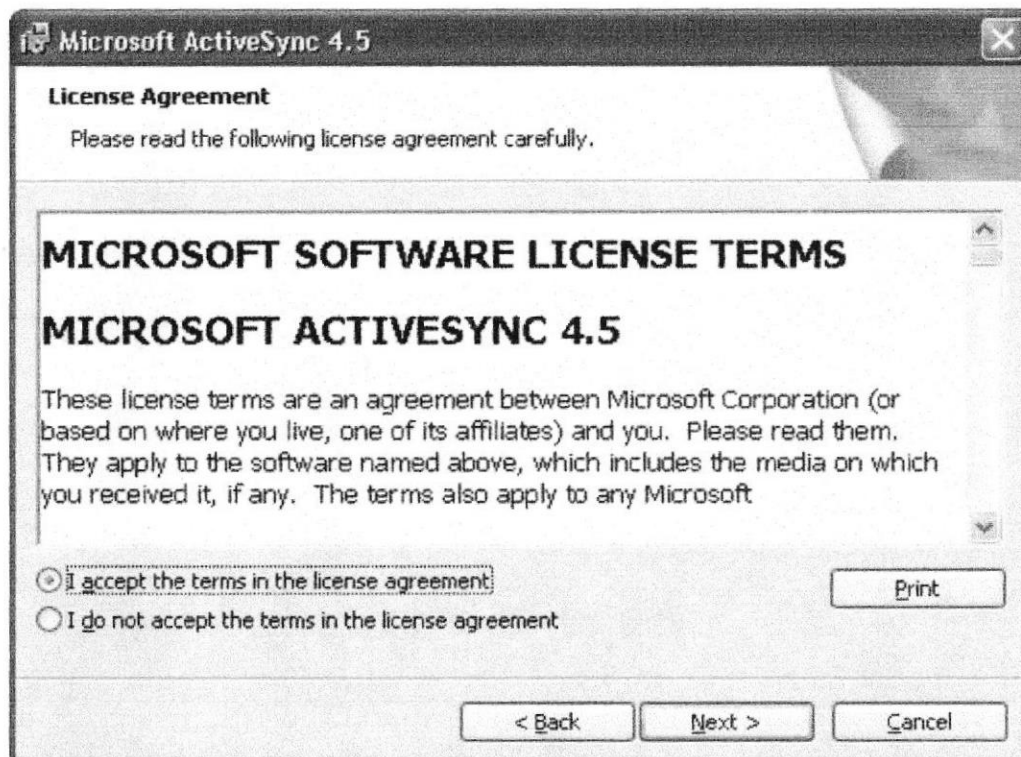 Microsoft ActiveSync 4.5
License Agreement
Please read the following license agreement carefully.
MICROSOFT SOFTWARE LICENSE TERMS
MICROSOFT ACTIVESYNC 4.5
These license terms are an agreement between Microsoft Corporation (or
based on where you live, one of its affiliates) and you.  Please read them.
They apply to the software named above, which includes the media on which
you received it, if any.  The terms also apply to any Microsoft
I accept the terms in the license agreement
Print
I do not accept the terms in the license agreement
< Back
Next >
Cancel